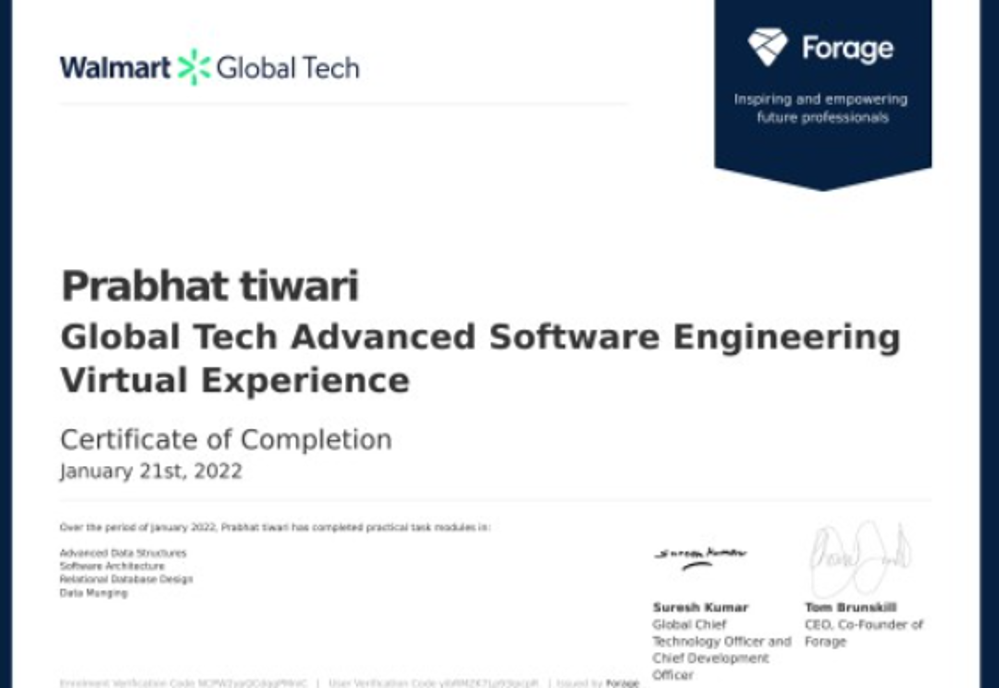 Walmart Global Tech
Forage
Inspiring and empowering
future professionals
Prabhat tiwari
Global Tech Advanced Software Engineering
Virtual Experience
Certificate of Completion
January 21st, 2022
Over the period of January 2022, Prabhat tiwari has completed practical task modules in:
Advanced Data Structures
Software Architecture
Relational Database Design
Data Munging
Suresh Kumar
Suresh Kumar
Global Chief
Technology Officer and
Chief Development
Officer
Tom Brunskill
CEO, Co-Founder of
Forage
Enrolment Verification Code | User Verification Code | Issued by Forage